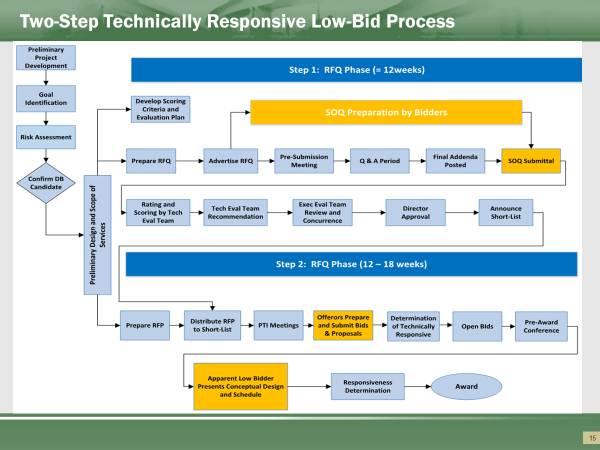 Two-Step Technically Responsive Low-Bid Process
Preliminary
Project
Development
Goal
Identification
Risk Assessment
Confirm DB
Candidate
Preliminary Design and Scope of
Services
Step 1:  RFQ Phase (= 12weeks)
Develop Scoring
Criteria and
Evaluation Plan
SOQ Preparation by Bidders
Prepare RFQ
Advertise RFQ
Pre-Submission
Meeting
Q & A Period
Final Addenda
Posted
SOQ Submittal
Rating and
Scoring by Tech
Eval Team
Tech Eval Team
Recommendation
Exec Eval Team
Review and
Concurrence
Director
Approval
Announce
Short-List
Step 2:  RFQ Phase (12 – 18 weeks)
Prepare RFP
Distribute RFP
to Short-List
PTI Meetings
Offerors Prepare
and Submit Bids
& Proposals
Determination
of Technically
Responsive
Open Bids
Pre-Award
Conference
Apparent Low Bidder
Presents Conceptual Design
and Schedule
Responsiveness
Determination
Award
15